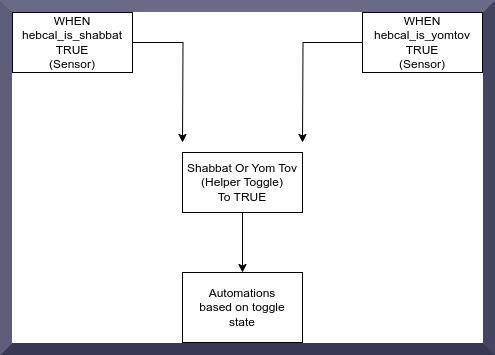 WHEN
hebcal_is_shabbat
TRUE
(Sensor)
WHEN
hebcal_is_yomtov
TRUE
(Sensor)
Shabbat Or Yom Tov
(Helper Toggle)
To TRUE
Automations
based on toggle
state